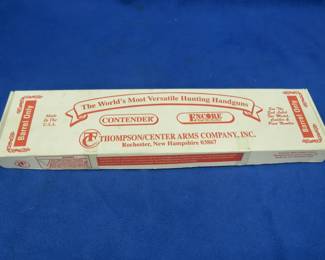 Barrel Only
The World's Most Versatile Hunting Handguns
Made
In The
U.S.A.
CONTENDER
ENCORE
TC
THOMPSON/CENTER ARMS COMPANY, INC.
Rochester, New Hampshire 03867
Barrel Only